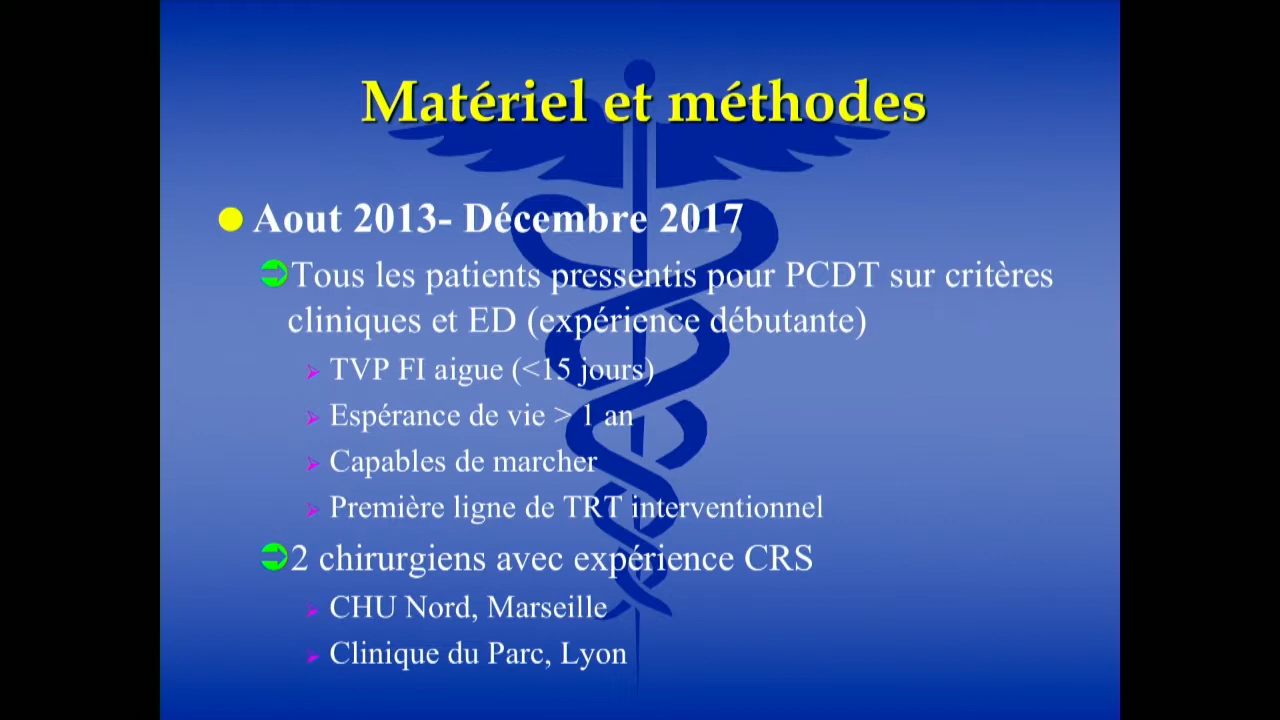 Matériel et méthodes
Aout 2013- Décembre 2017
Tous les patients pressentis pour PCDT sur critères
cliniques et ED (expérience débutante)
TVP FI aigue (<15 jours)
Espérance de vie > 1 an
Capables de marcher
Première ligne de TRT interventionnel
2 chirurgiens avec expérience CRS
CHU Nord, Marseille
Clinique du Parc, Lyon